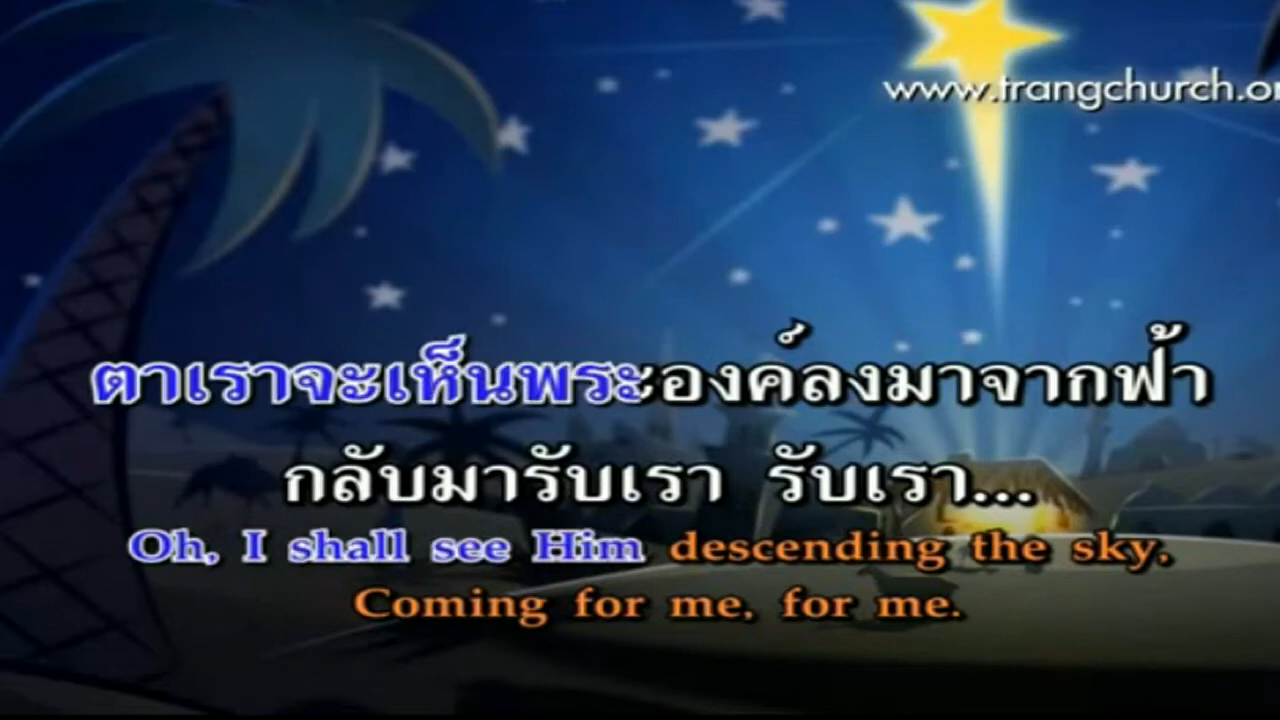 www.trangchurch.or
ตาเราจะเห็นพระองค์ลงมาจากฟ้า
กลับมารับเรา รับเรา...
Oh, I shall see Him descending the sky,
Coming for me, for me.